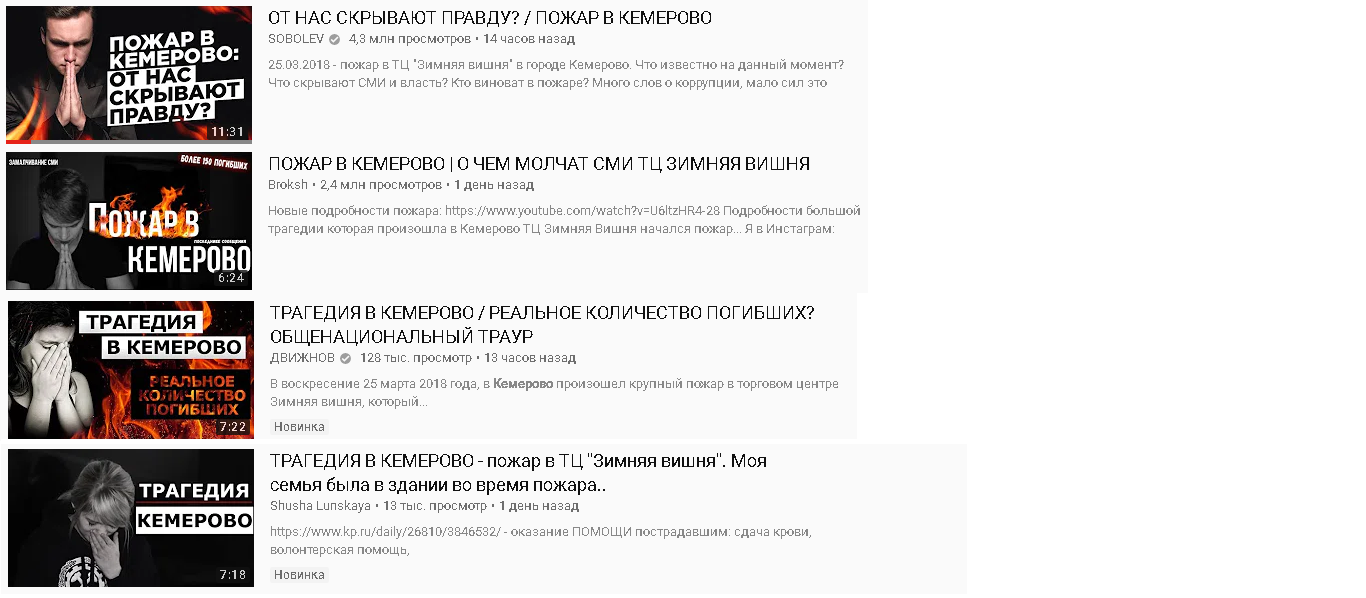 ПОЖАР В
КЕМЕРОВО:
ОТ НАС
СКРЫВАЮТ
ПРАВДУ?
11:31
ОТ НАС СКРЫВАЮТ ПРАВДУ? / ПОЖАР В КЕМЕРОВО
SOBOLEV 4,3 млн просмотров • 14 часов назад
25.03.2018 - пожар в ТЦ "Зимняя вишня" в городе Кемерово. Что известно на данный момент?
Что скрывают СМИ и власть? Кто виноват в пожаре? Много слов о коррупции, мало сил это
ЗАМАЛЧИВАНИЕ СМИ
БОЛЕЕ 150 ПОГИБШИХ
ПОЖАР В
ПОСЛЕДНИЕ СООБЩЕНИЯ
КЕМЕРОВО
6:24
ПОЖАР В КЕМЕРОВО | О ЧЕМ МОЛЧАТ СМИ ТЦ ЗИМНЯЯ ВИШНЯ
Broksh • 2,4 млн просмотров • 1 день назад
Новые подробности пожара: https://www.youtube.com/watch?v=U6ltzHR4-28 Подробности большой
трагедии которая произошла в Кемерово ТЦ Зимняя Вишня начался пожар... Я в Инстаграм:
ТРАГЕДИЯ
В КЕМЕРОВО
РЕАЛЬНОЕ
КОЛИЧЕСТВО
ПОГИБШИХ
7:22
ТРАГЕДИЯ В КЕМЕРОВО / РЕАЛЬНОЕ КОЛИЧЕСТВО ПОГИБШИХ?
ОБЩЕНАЦИОНАЛЬНЫЙ ТРАУР
ДВИЖНОВ 128 тыс. просмотр • 13 часов назад
В воскресение 25 марта 2018 года, в Кемерово произошел крупный пожар в торговом центре
Зимняя вишня, который...
Новинка
ТРАГЕДИЯ
КЕМЕРОВО
7:18
ТРАГЕДИЯ В КЕМЕРОВО - пожар в ТЦ "Зимняя вишня". Моя
семья была в здании во время пожара..
Shusha Lunskaya • 13 тыс. просмотр • 1 день назад
https://www.kp.ru/daily/26810/3846532/ - оказание ПОМОЩИ пострадавшим: сдача крови,
волонтерская помощь,
Новинка